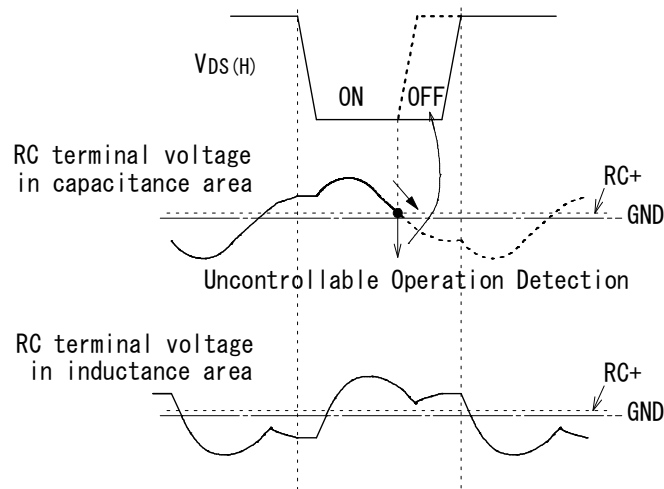 VDS(H)
ON
OFF
RC terminal voltage
in capacitance area
RC+
GND
Uncontrollable Operation Detection
RC terminal voltage
in inductance area
RC+
GND